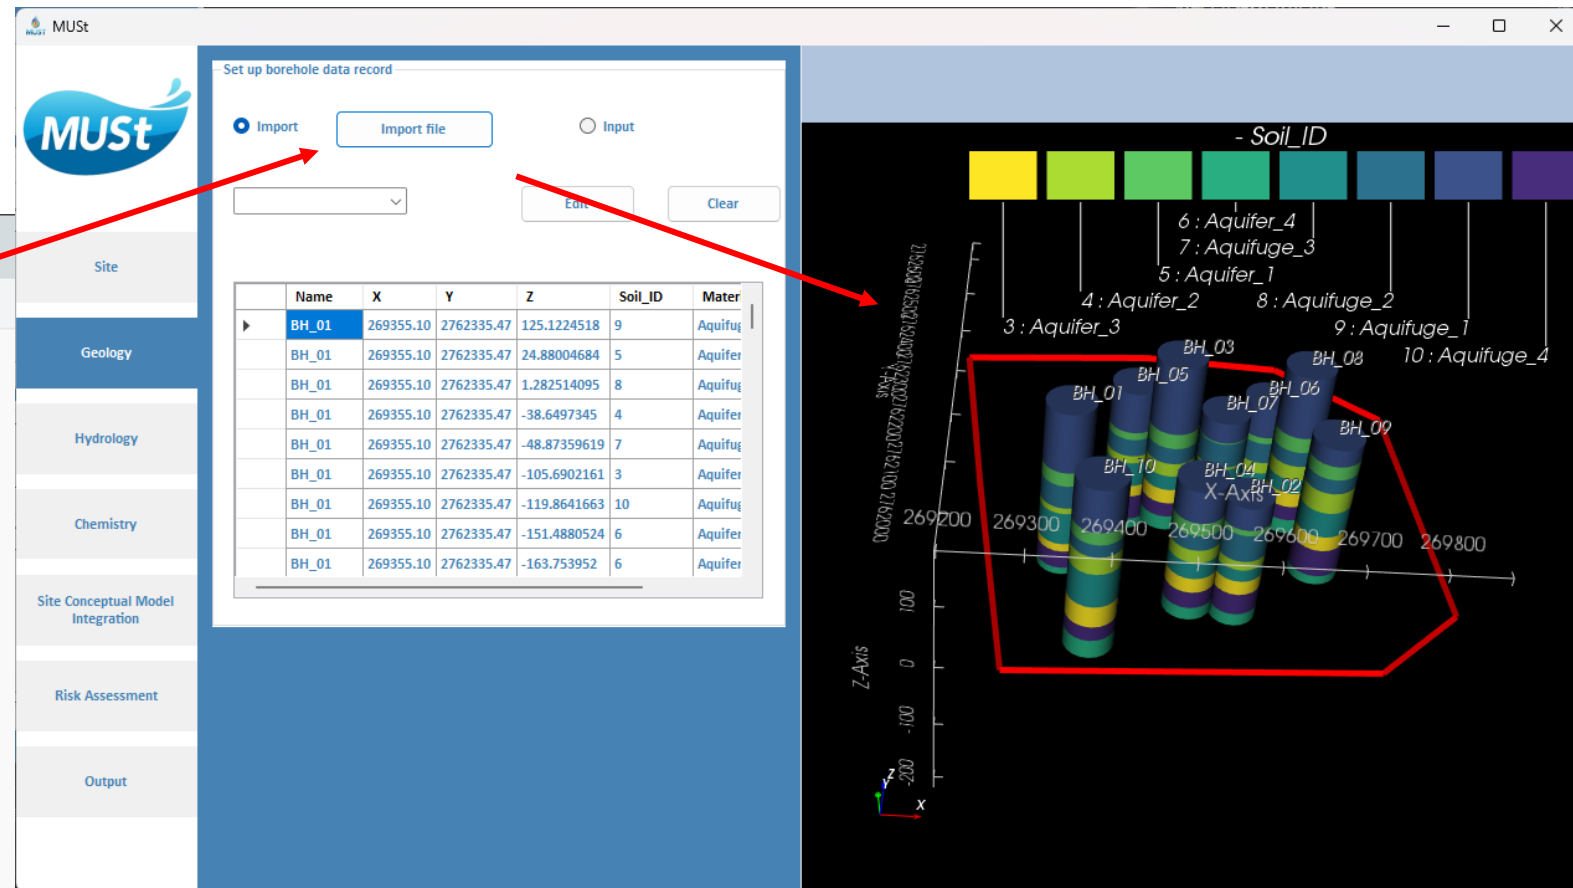 MUSt
MUSt
MUST
Site
Geology
Hydrology
Chemistry
Site Conceptual Model
Integration
Risk Assessment
Output
Set up borehole data record
Import
Import file
Input
Edit
Clear
Name X Y Z Soil_ID Mater
BH_01 269355.10 2762335.47 125.1224518 9 Aquifug
BH_01 269355.10 2762335.47 24.88004684 5 Aquifer
BH_01 269355.10 2762335.47 1.282514095 8 Aquifug
BH_01 269355.10 2762335.47 -38.6497345 4 Aquifer
BH_01 269355.10 2762335.47 -48.87359619 7 Aquifug
BH_01 269355.10 2762335.47 -105.6902161 3 Aquifer
BH_01 269355.10 2762335.47 -119.8641663 10 Aquifug
BH_01 269355.10 2762335.47 -151.4880524 6 Aquifer
BH_01 269355.10 2762335.47 -163.753952 6 Aquifer
- Soil_ID
6 : Aquifer_4
7 : Aquifuge_3
5 : Aquifer_1
4 : Aquifer_2
8 : Aquifuge_2
3 : Aquifer_3
9 : Aquifuge_1
10 : Aquifuge_4
BH_03
BH_08
BH_05
BH_06
BH_01
BH_07
BH_09
BH_10
BH_04
BH_02
X-Axis
269200 269300 269400 269500 269600 269700 269800
2762000
Z-Axis
100
0
-100
-200
Z
Y
X